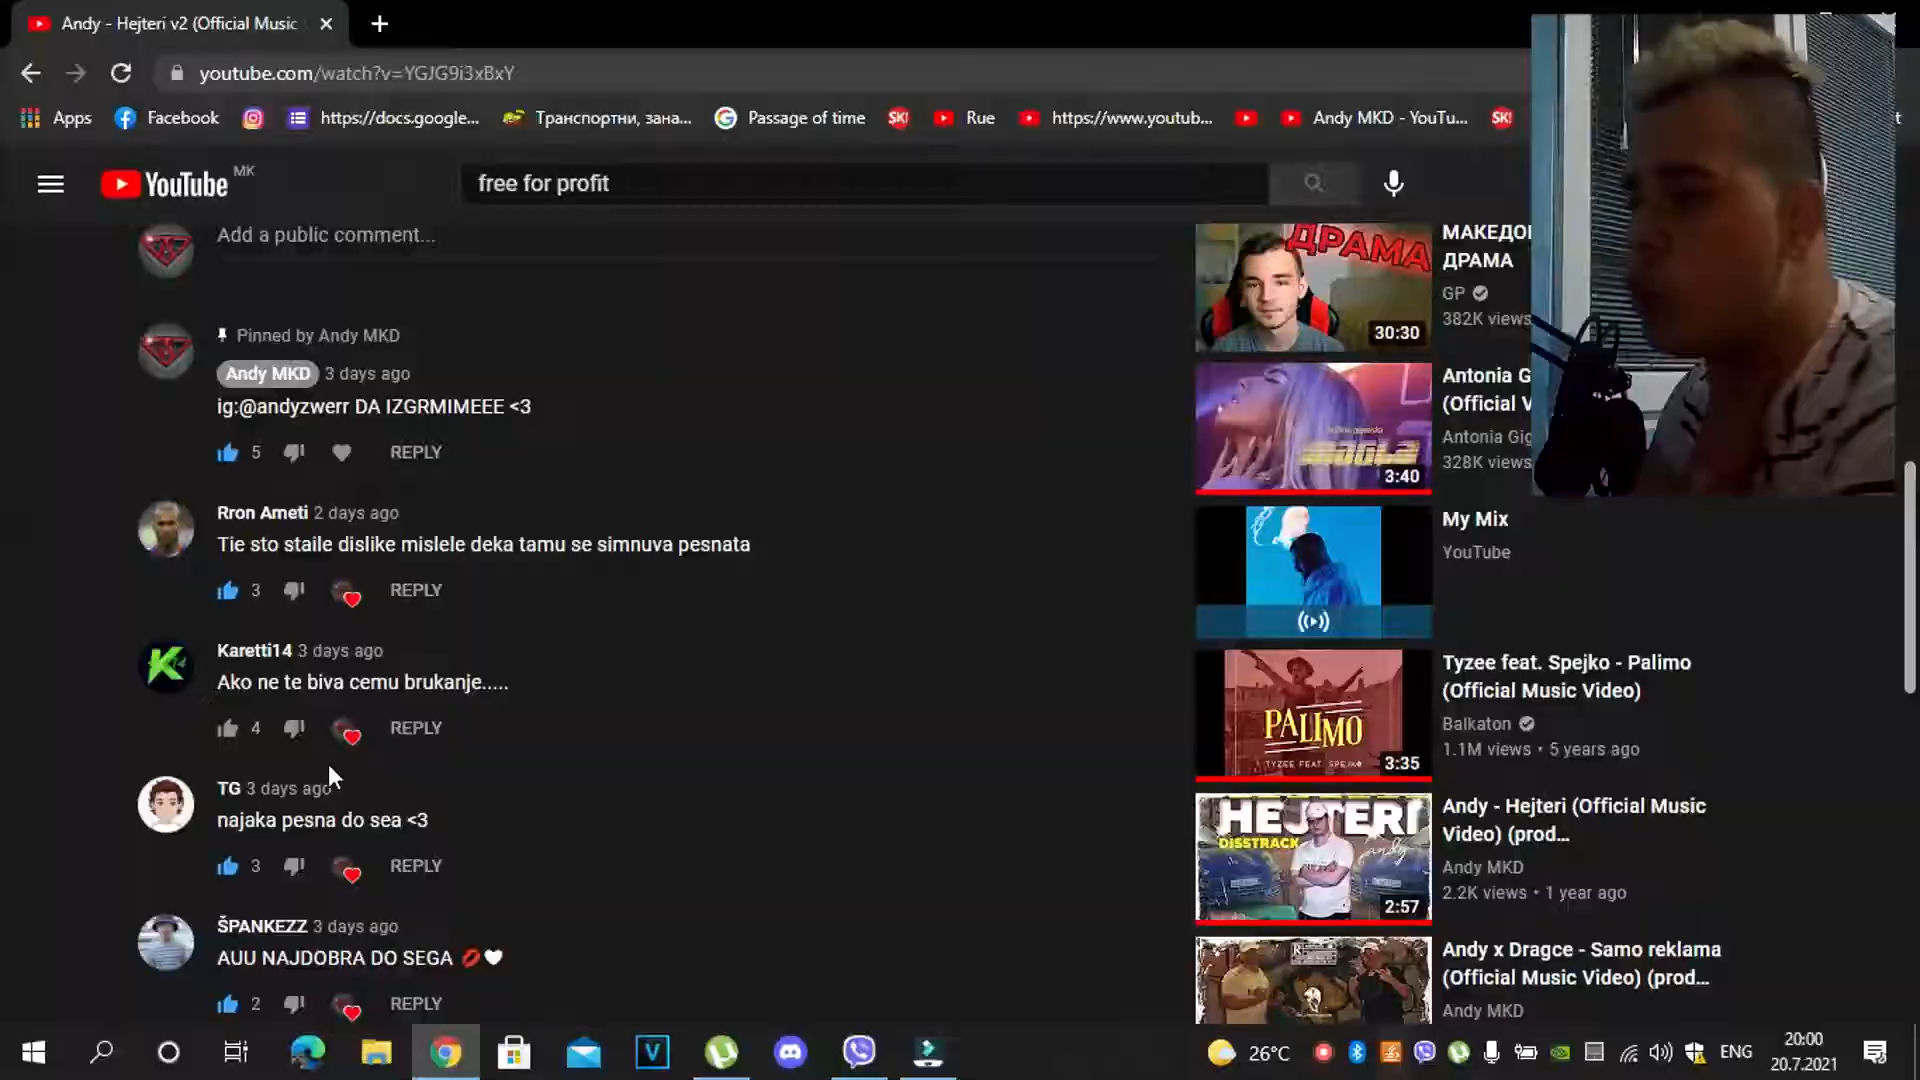 Andy - Hejteri v2 (Official Music
youtube.com/watch?v=YGJG9i3xBxY
Apps
Facebook
https://docs.google...
Транспортни, зана...
Passage of time
SK!
Rue
https://www.youtub...
Andy MKD - YouTu...
SK!
YouTube MK
free for profit
Add a public comment...
Pinned by Andy MKD
Andy MKD 3 days ago
ig:@andyzwerr DA IZGRMIMEEE <3
5 REPLY
Rron Ameti 2 days ago
Tie sto staile dislike mislele deka tamu se simnuva pesnata
3 REPLY
Karetti14 3 days ago
Ako ne te biva cemu brukanje.....
4 REPLY
TG 3 days ago
najaka pesna do sea <3
3 REPLY
ŠPANKEZZ 3 days ago
AUU NAJDOBRA DO SEGA 💋🤍
2 REPLY
ДРАМА
30:30
МАКЕДОН
ДРАМА
GP
382K views
3:40
Antonia G
(Official V
Antonia Gig
328K views
My Mix
YouTube
PALIMO
TYZEE FEAT. SPEJKO
3:35
Tyzee feat. Spejko - Palimo
(Official Music Video)
Balkaton
1.1M views • 5 years ago
HEJTERI
DISSTRACK
andy
2:57
Andy - Hejteri (Official Music
Video) (prod...
Andy MKD
2.2K views • 1 year ago
Andy x Dragce - Samo reklama
(Official Music Video) (prod...
Andy MKD
26°C
ENG
20:00
20.7.2021